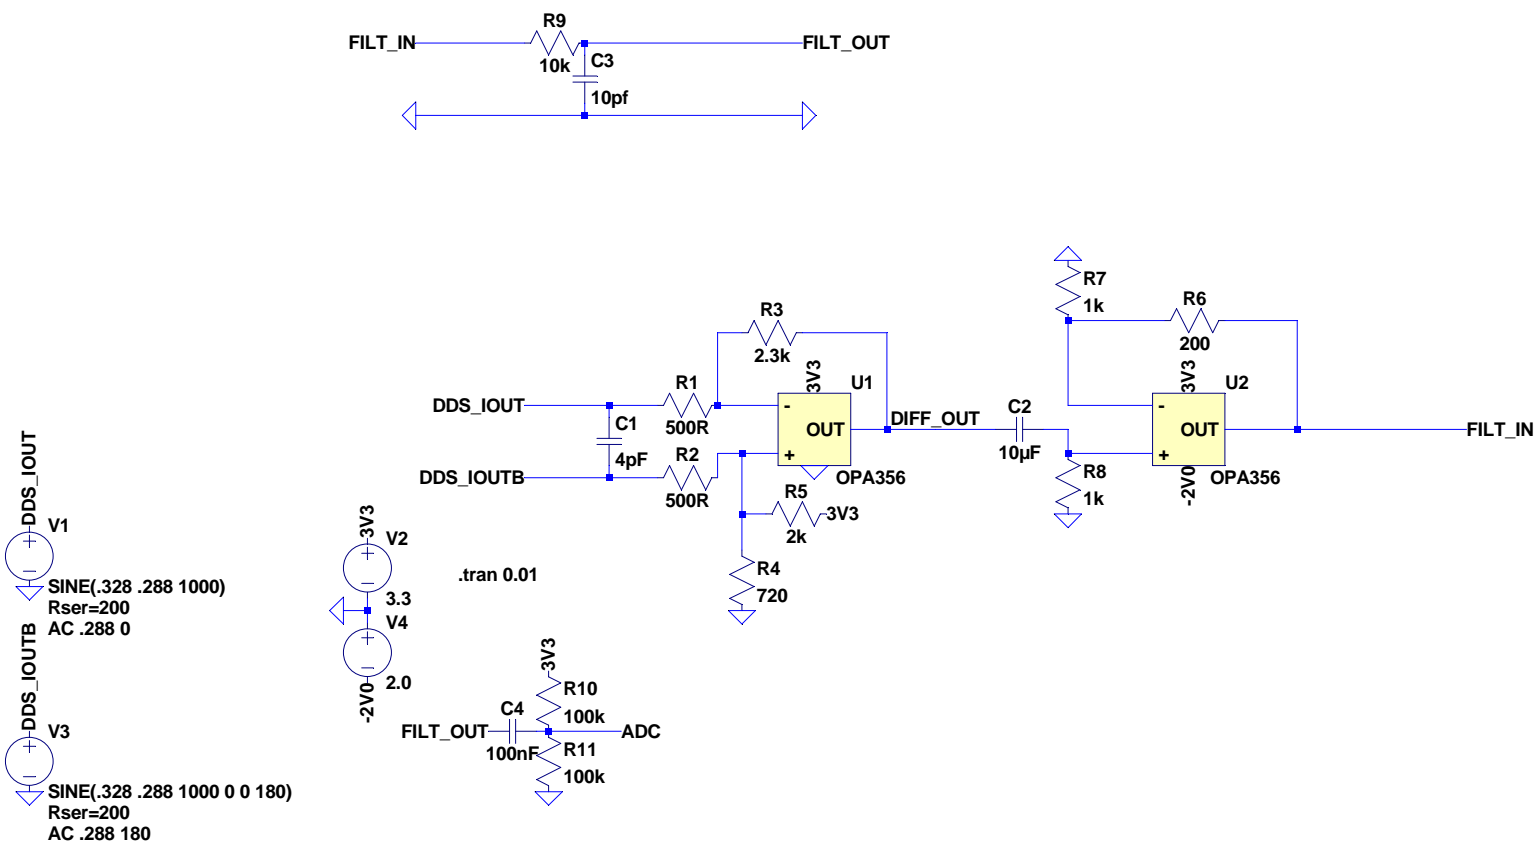 R9
FILT_IN
FILT_OUT
10k
C3
10pf
R7
1k
R6
200
R3
2.3k
3V3
U1
3V3
U2
DDS_IOUT
R1
500R
-
OUT
+
OPA356
C1
4pF
DDS_IOUTB
R2
500R
DIFF_OUT
C2
10µF
-
OUT
+
-2V0
OPA356
FILT_IN
R8
1k
R5
3V3
2k
R4
720
DDS_IOUT
V1
SINE(.328 .288 1000)
Rser=200
AC .288 0
DDS_IOUTB
V3
SINE(.328 .288 1000 0 0 180)
Rser=200
AC .288 180
3V3
V2
3.3
V4
2.0
-2V0
.tran 0.01
3V3
R10
100k
C4
FILT_OUT
100nF
ADC
R11
100k